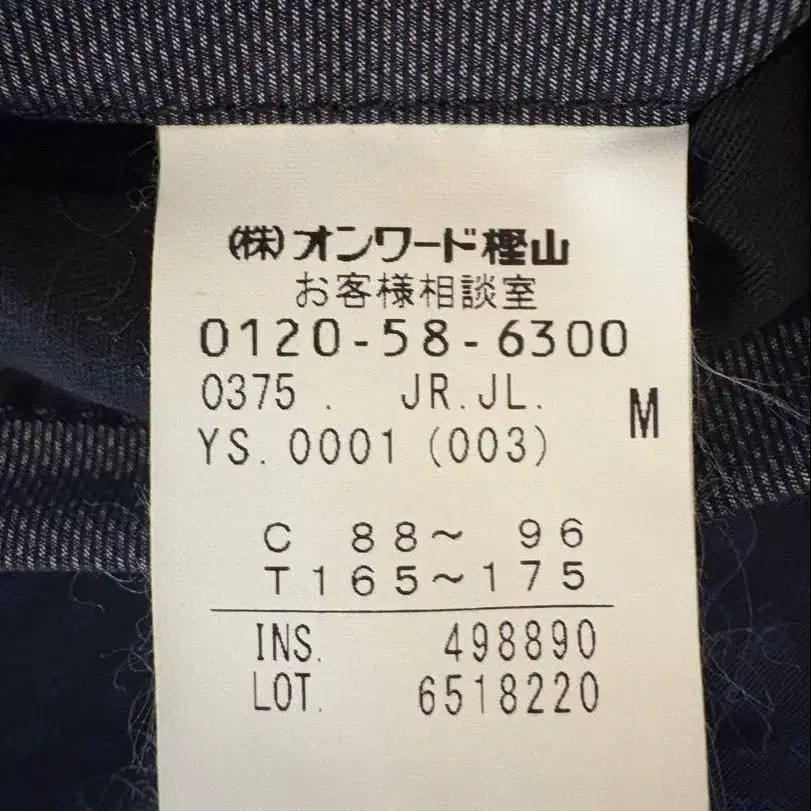 (株)オンワード樫山
お客様相談室
0120-58-6300
0375 . JR.JL.
M
YS.0001(003)
C 88〜 96
T165〜175
INS. 498890
LOT. 6518220